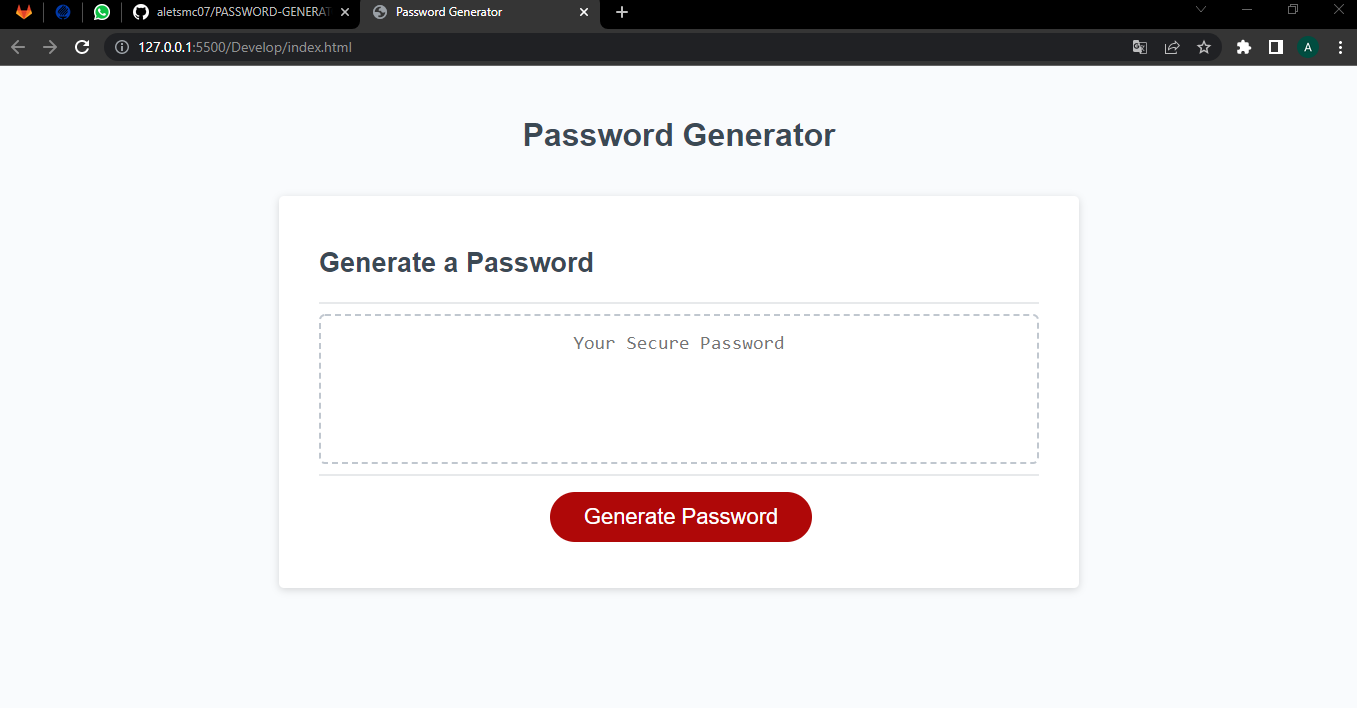 aletsmc07/PASSWORD-GENERAT
Password Generator
127.0.0.1:5500/Develop/index.html
A
Password Generator
Generate a Password
Your Secure Password
Generate Password